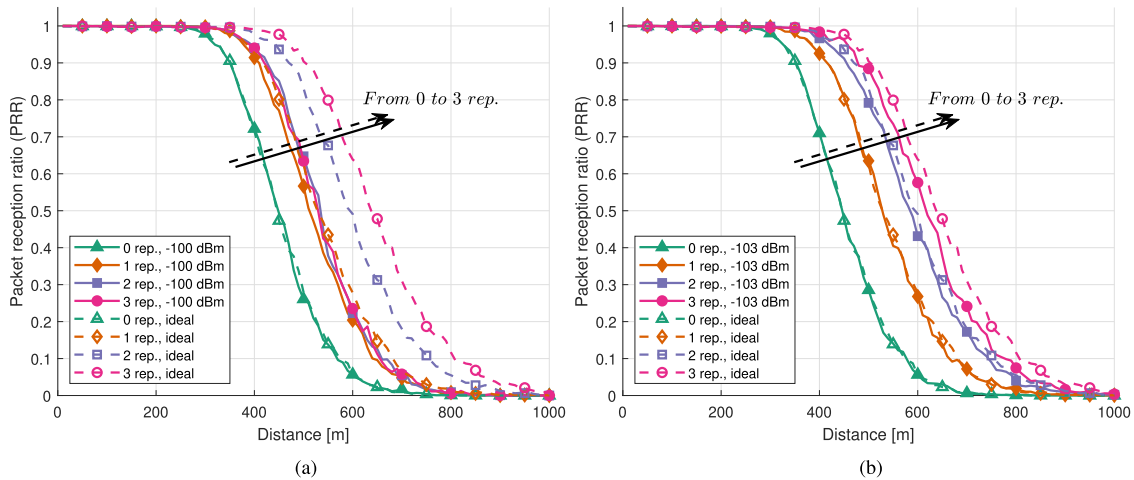 1
0.9
0.8
0.7
0.6
0.5
0.4
0.3
0.2
0.1
0
Packet reception ratio (PRR)
From 0 to 3 rep.
0 rep., -100 dBm
1 rep., -100 dBm
2 rep., -100 dBm
3 rep., -100 dBm
0 rep., ideal
1 rep., ideal
2 rep., ideal
3 rep., ideal
0 200 400 600 800 1000
Distance [m]
(a)
1
0.9
0.8
0.7
0.6
0.5
0.4
0.3
0.2
0.1
0
Packet reception ratio (PRR)
From 0 to 3 rep.
0 rep., -103 dBm
1 rep., -103 dBm
2 rep., -103 dBm
3 rep., -103 dBm
0 rep., ideal
1 rep., ideal
2 rep., ideal
3 rep., ideal
0 200 400 600 800 1000
Distance [m]
(b)